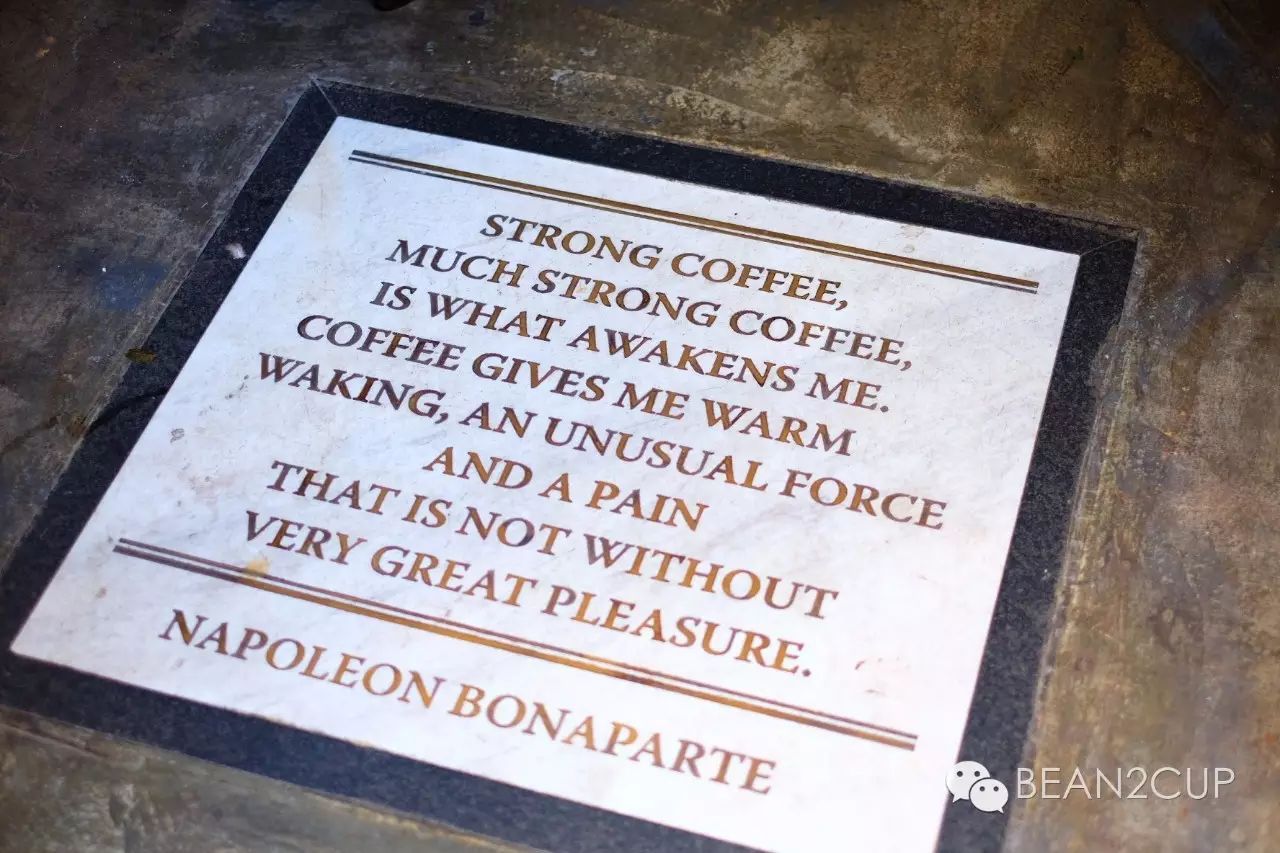 STRONG COFFEE,
MUCH STRONG COFFEE,
IS WHAT AWAKENS ME.
COFFEE GIVES ME WARM
WAKING, AN UNUSUAL FORCE
AND A PAIN
THAT IS NOT WITHOUT
VERY GREAT PLEASURE.
NAPOLEON BONAPARTE
BEAN2CUP